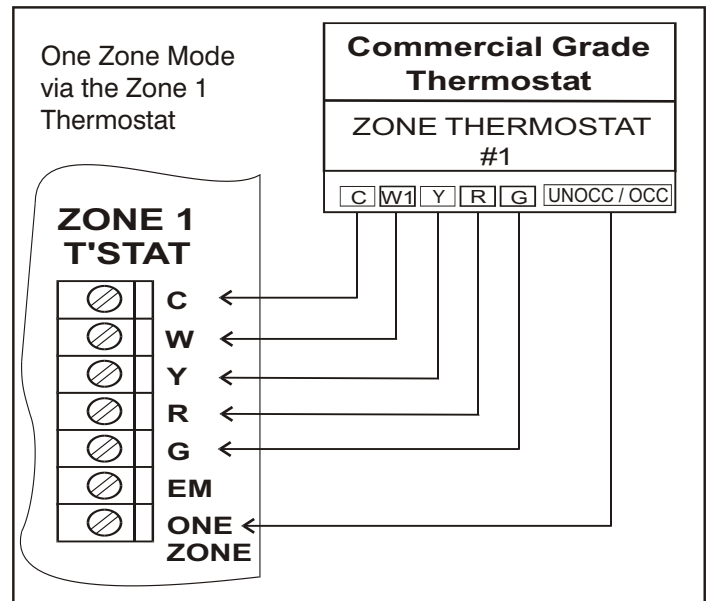 One Zone Mode
via the Zone 1
Thermostat
Commercial Grade
Thermostat
ZONE THERMOSTAT
#1
C W1 Y R G UNOCC / OCC
ZONE 1
T'STAT
C
W
Y
R
G
EM
ONE
ZONE